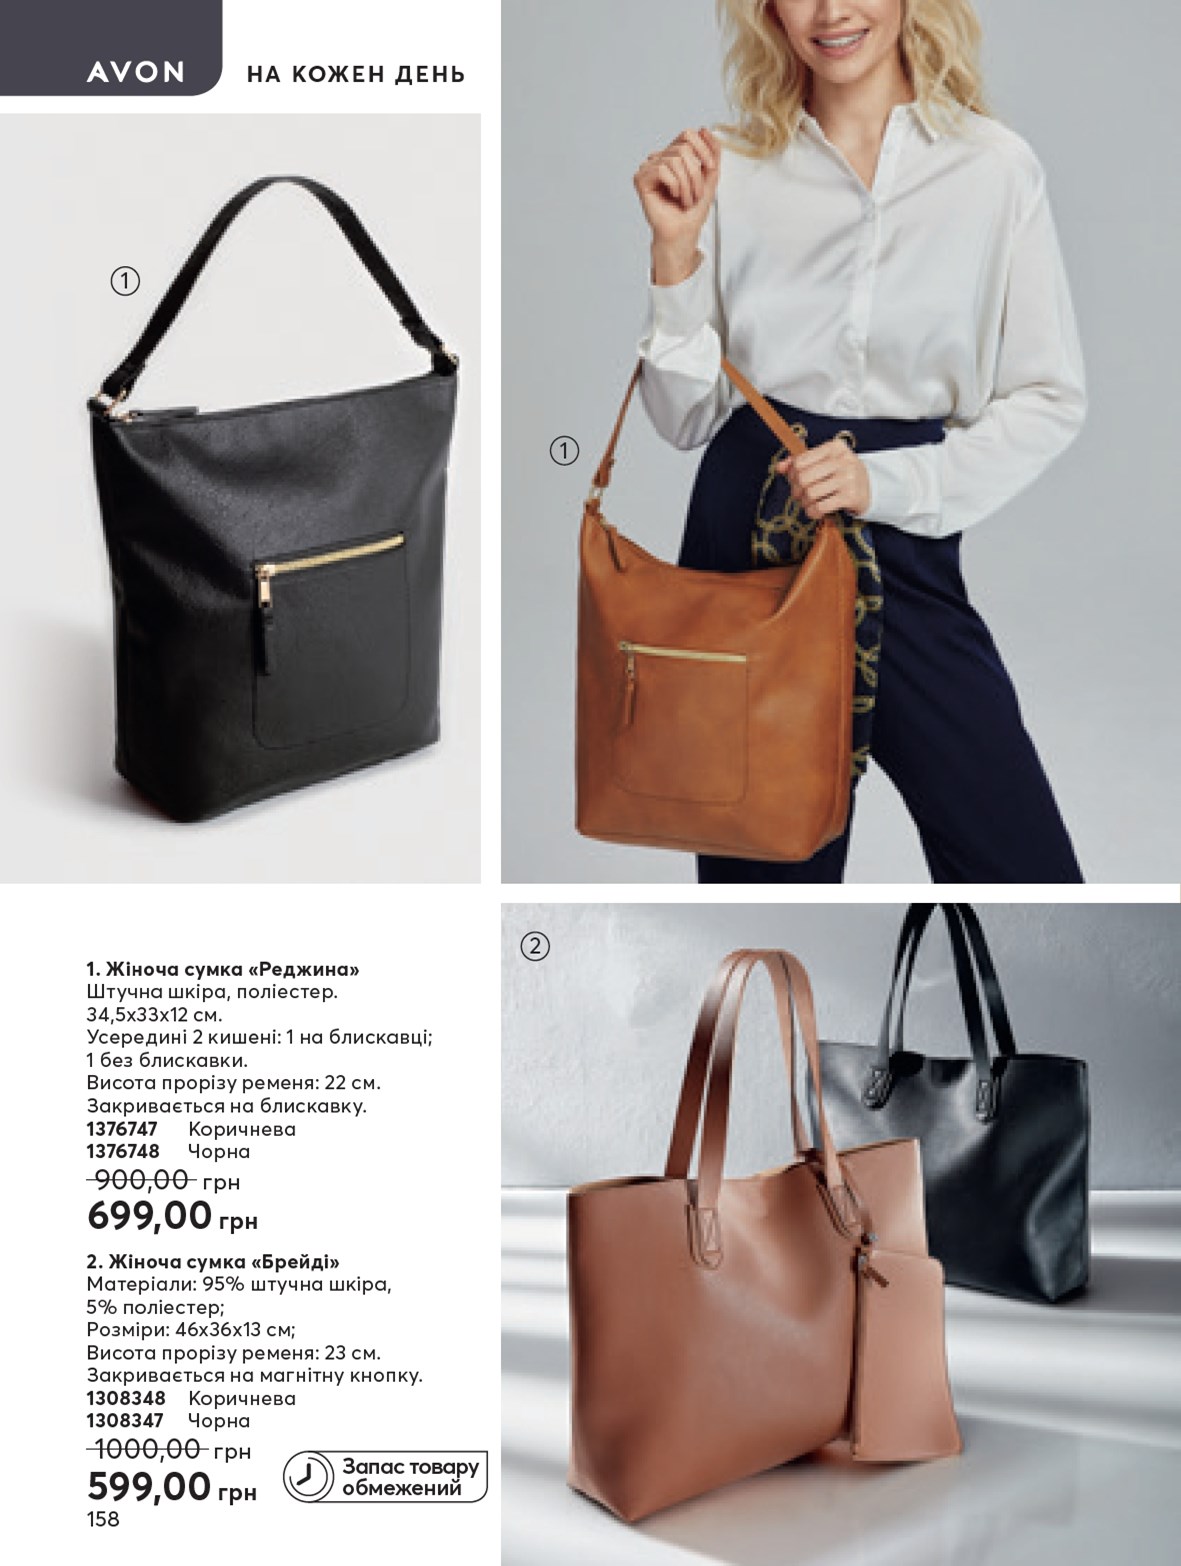 AVON НА КОЖЕН ДЕНЬ
1
1
2
1. Жіноча сумка «Реджина»
Штучна шкіра, поліестер.
34,5х33х12 см.
Усередині 2 кишені: 1 на блискавці;
1 без блискавки.
Висота прорізу ременя: 22 см.
Закривається на блискавку.
1376747 Коричнева
1376748 Чорна
900,00 грн
699,00 грн
2. Жіноча сумка «Брейді»
Матеріали: 95% штучна шкіра,
5% поліестер;
Розміри: 46х36х13 см;
Висота прорізу ременя: 23 см.
Закривається на магнітну кнопку.
1308348 Коричнева
1308347 Чорна
1000,00 грн
599,00 грн
Запас товару
обмежений
158